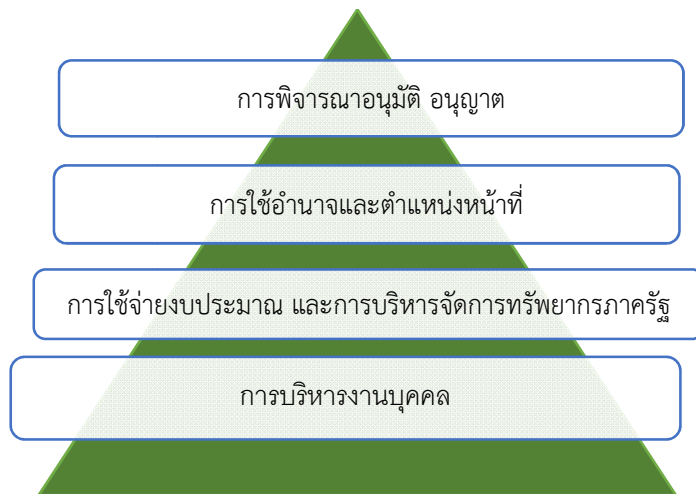 การพิจารณาอนุมัติ อนุญาต
การใช้อำนาจและตำแหน่งหน้าที่
การใช้จ่ายงบประมาณ และการบริหารจัดการทรัพยากรภาครัฐ
การบริหารงานบุคคล